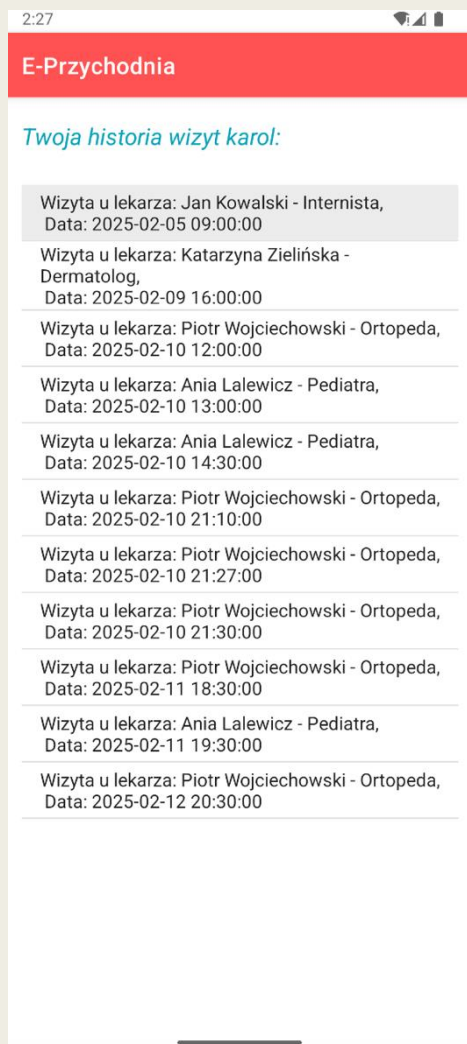 2:27
E-Przychodnia
Twoja historia wizyt karol:
Wizyta u lekarza: Jan Kowalski - Internista,
Data: 2025-02-05 09:00:00
Wizyta u lekarza: Katarzyna Zielińska -
Dermatolog,
Data: 2025-02-09 16:00:00
Wizyta u lekarza: Piotr Wojciechowski - Ortopeda,
Data: 2025-02-10 12:00:00
Wizyta u lekarza: Ania Lalewicz - Pediatra,
Data: 2025-02-10 13:00:00
Wizyta u lekarza: Ania Lalewicz - Pediatra,
Data: 2025-02-10 14:30:00
Wizyta u lekarza: Piotr Wojciechowski - Ortopeda,
Data: 2025-02-10 21:10:00
Wizyta u lekarza: Piotr Wojciechowski - Ortopeda,
Data: 2025-02-10 21:27:00
Wizyta u lekarza: Piotr Wojciechowski - Ortopeda,
Data: 2025-02-10 21:30:00
Wizyta u lekarza: Piotr Wojciechowski - Ortopeda,
Data: 2025-02-11 18:30:00
Wizyta u lekarza: Ania Lalewicz - Pediatra,
Data: 2025-02-11 19:30:00
Wizyta u lekarza: Piotr Wojciechowski - Ortopeda,
Data: 2025-02-12 20:30:00